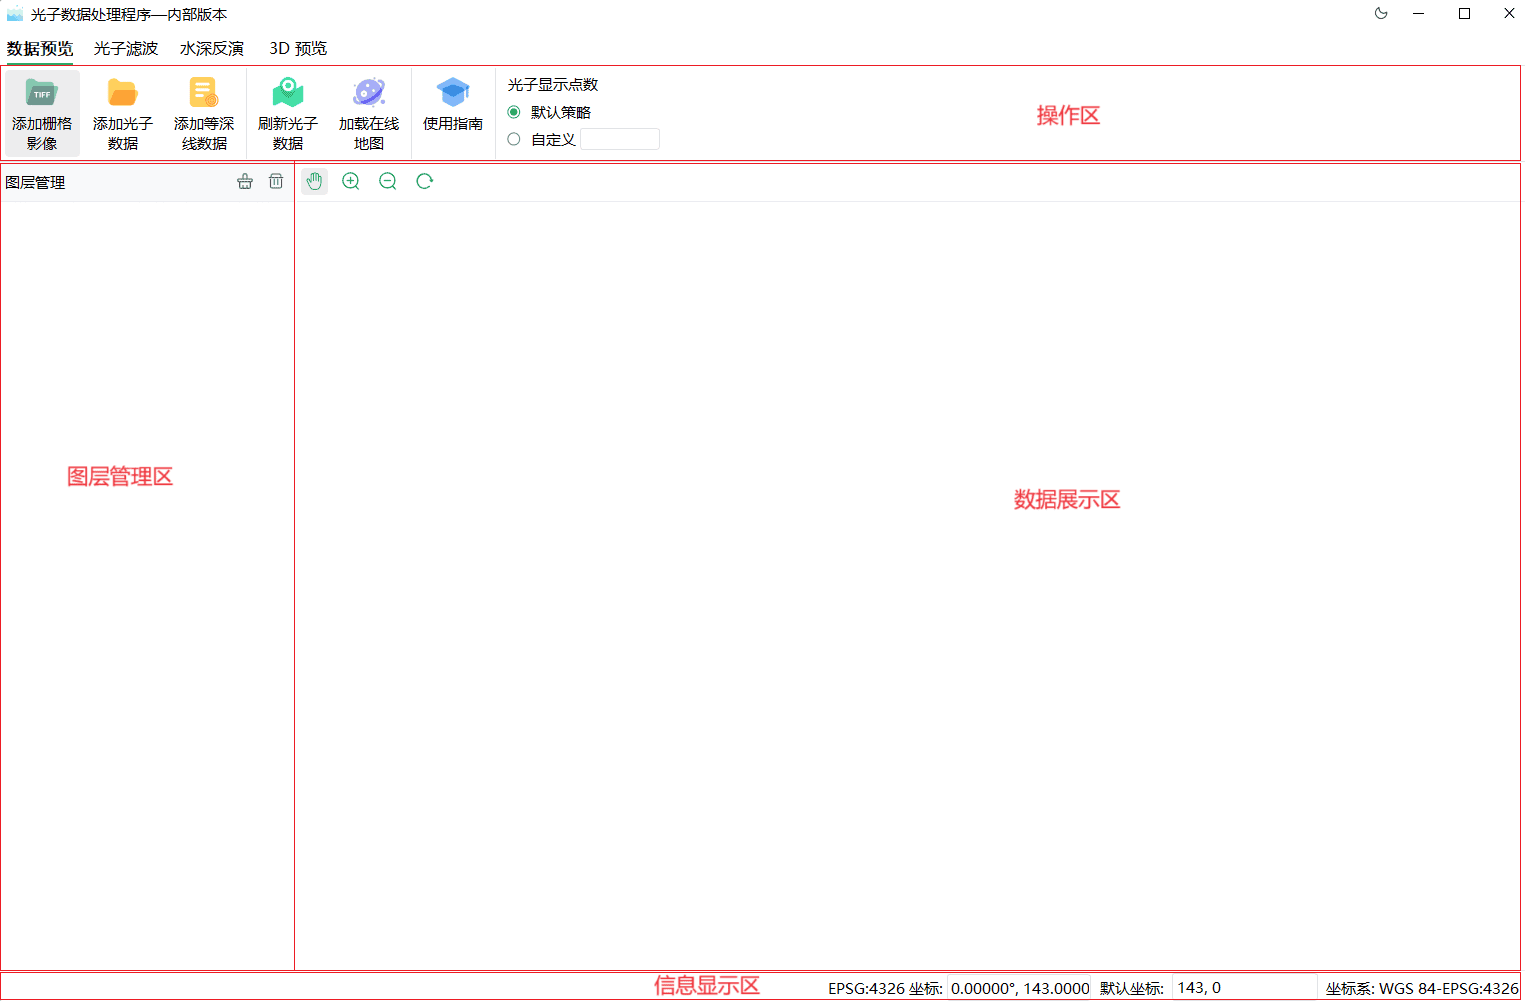 光子数据处理程序—内部版本
数据预览 光子滤波 水深反演 3D 预览
TIFF
添加栅格
影像
添加光子
数据
添加等深
线数据
刷新光子
数据
加载在线
地图
使用指南
光子显示点数
默认策略
自定义
操作区
图层管理
图层管理区
数据展示区
信息显示区
EPSG:4326 坐标: 0.00000°, 143.0000 默认坐标: 143, 0 坐标系: WGS 84-EPSG:4326